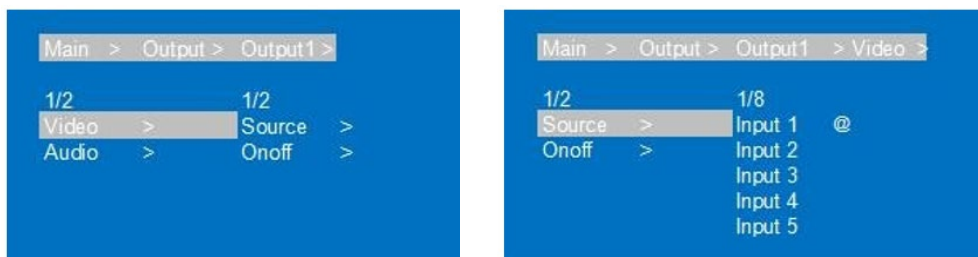 Main > Output > Output1 >
1/2 1/2
Video > Source >
Audio > Onoff >
Main > Output > Output1 > Video >
1/2 1/8
Source > Input 1 @
Onoff > Input 2
Input 3
Input 4
Input 5